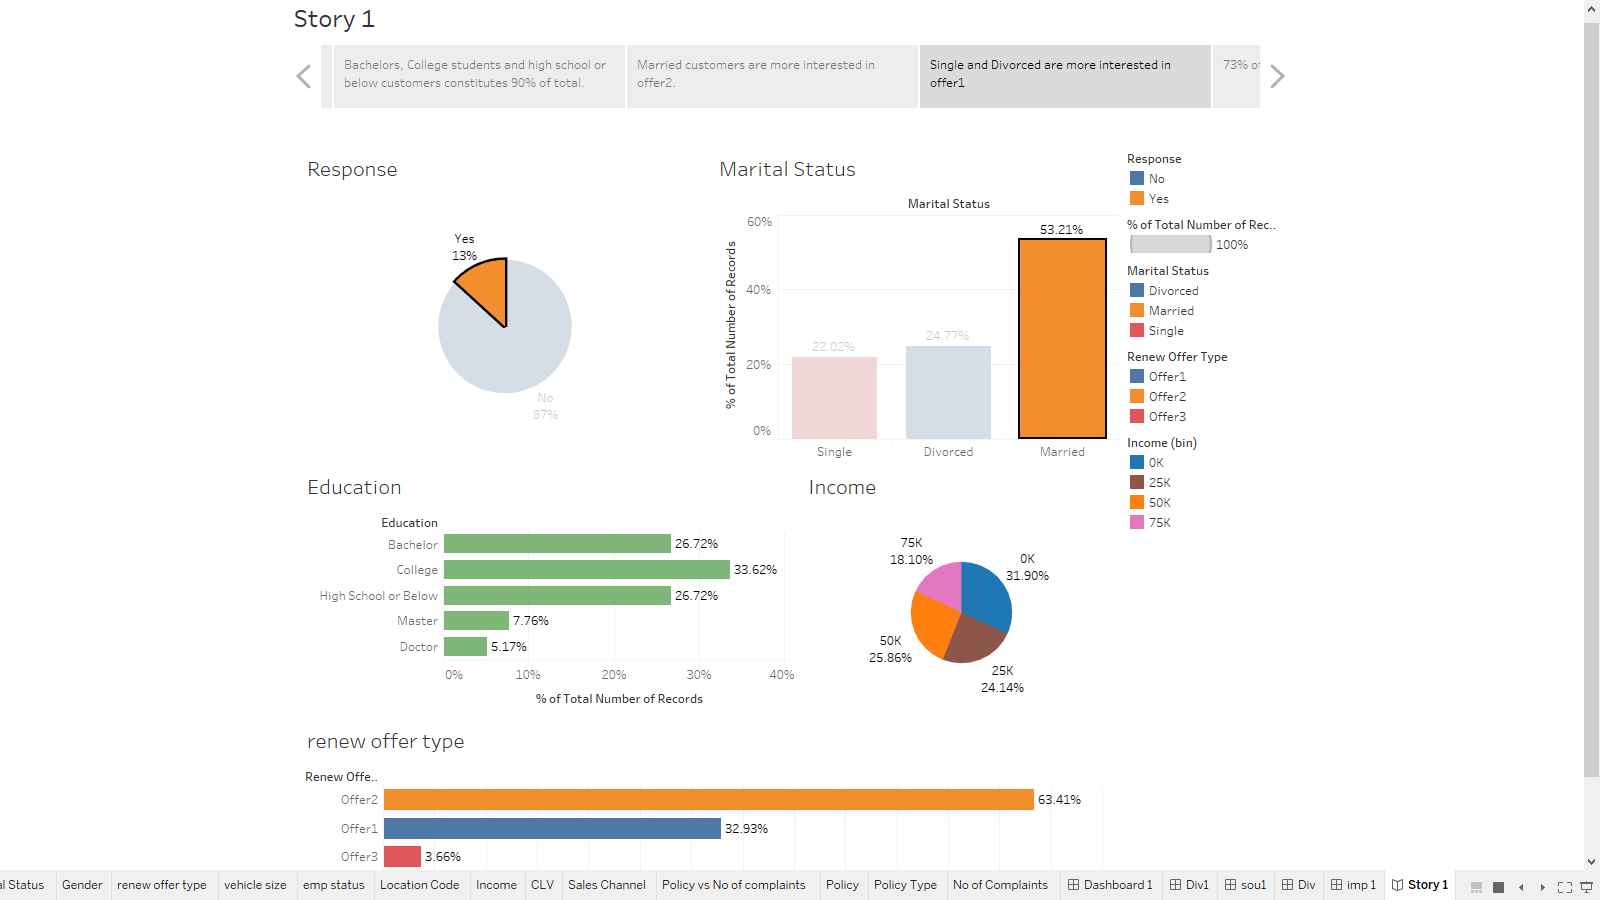 Story 1
Bachelors, College students and high school or
below customers constitutes 90% of total.
Married customers are more interested in
offer2.
Single and Divorced are more interested in
offer1
73% o
Response
Yes
13%
No
87%
Marital Status
Marital Status
% of Total Number of Records
60%
40%
20%
0%
22.02%
24.77%
53.21%
Single
Divorced
Married
Response
No
Yes
% of Total Number of Rec..
100%
Marital Status
Divorced
Married
Single
Renew Offer Type
Offer1
Offer2
Offer3
Income (bin)
0K
25K
50K
75K
Education
Education
Bachelor 26.72%
College 33.62%
High School or Below 26.72%
Master 7.76%
Doctor 5.17%
0% 10% 20% 30% 40%
% of Total Number of Records
Income
75K
18.10%
0K
31.90%
50K
25.86%
25K
24.14%
renew offer type
Renew Offe..
Offer2 63.41%
Offer1 32.93%
Offer3 3.66%
al Status Gender renew offer type vehicle size emp status Location Code Income CLV Sales Channel Policy vs No of complaints Policy Policy Type No of Complaints Dashboard 1 Div1 sou1 Div imp 1 Story 1